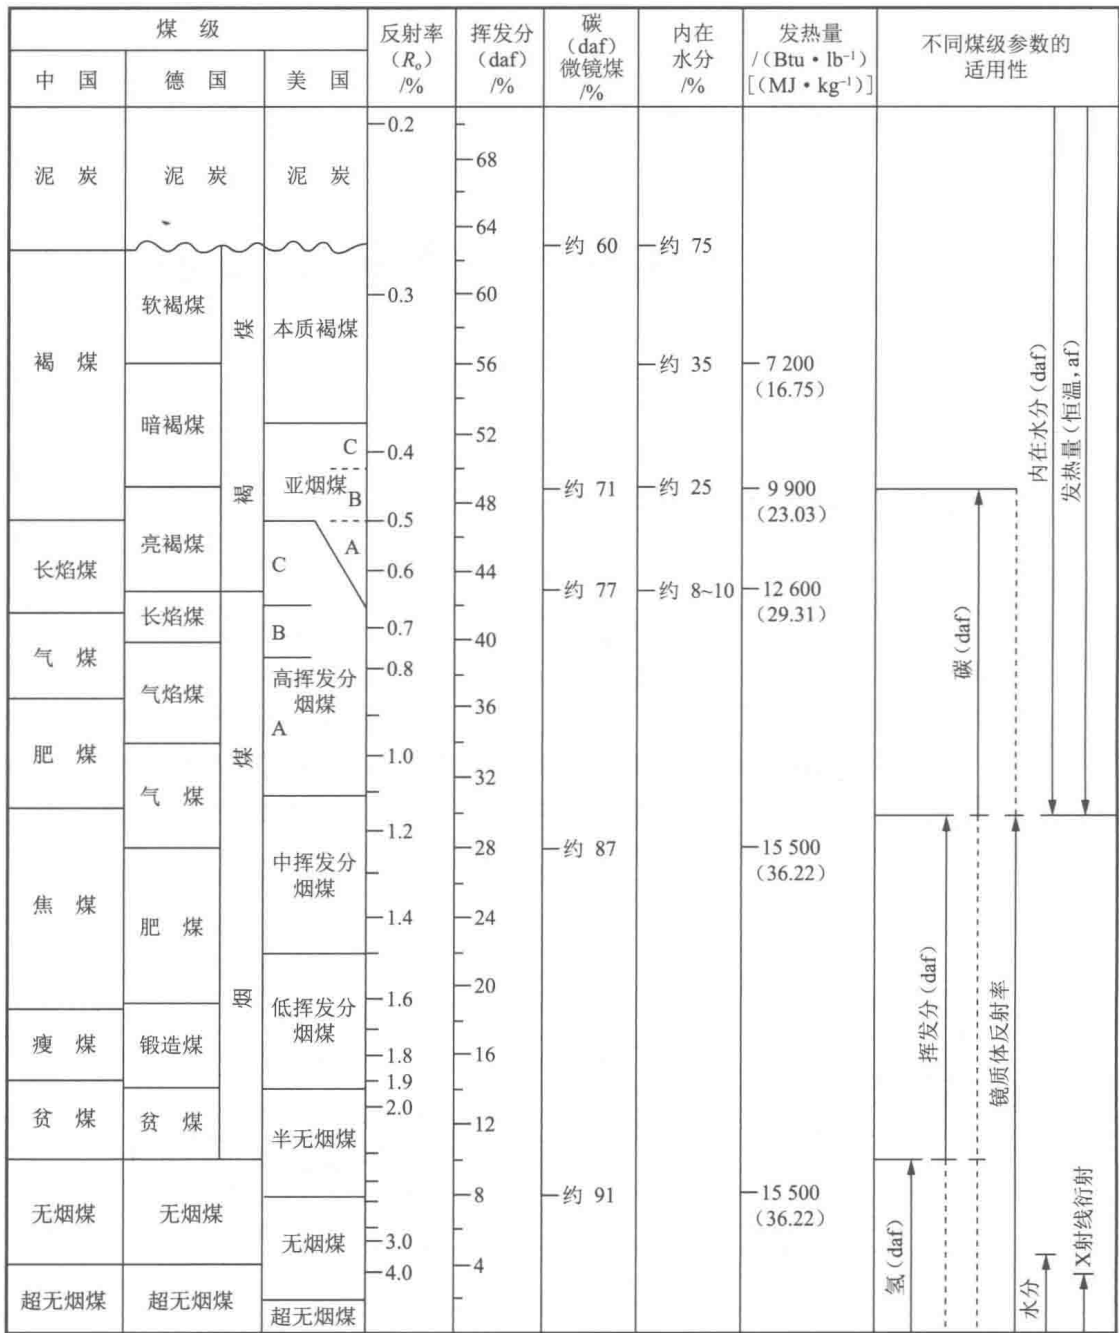 煤 级
中 国
德 国
美 国
反射率
(Rₒ)
/%
挥发分
(daf)
/%
碳
(daf)
微镜煤
/%
内在
水分
/%
发热量
/(Btu·lb⁻¹)
[(MJ·kg⁻¹)]
不同煤级参数的
适用性
泥 炭
褐 煤
长焰煤
气 煤
肥 煤
焦 煤
瘦 煤
贫 煤
无烟煤
超无烟煤
泥 炭
软褐煤
暗褐煤
亮褐煤
长焰煤
气焰煤
气 煤
肥 煤
锻造煤
贫 煤
无烟煤
超无烟煤
煤
褐
煤
烟
泥 炭
本质褐煤
亚烟煤
C
B
A
C
B
高挥发分
烟煤
A
中挥发分
烟煤
低挥发分
烟煤
半无烟煤
无烟煤
超无烟煤
0.2
0.3
0.4
0.5
0.6
0.7
0.8
1.0
1.2
1.4
1.6
1.8
1.9
2.0
3.0
4.0
68
64
60
56
52
48
44
40
36
32
28
24
20
16
12
8
4
约 60
约 71
约 77
约 87
约 91
约 75
约 35
约 25
约 8~10
7 200
(16.75)
9 900
(23.03)
12 600
(29.31)
15 500
(36.22)
15 500
(36.22)
内在水分(daf)
发热量(恒温, af)
碳(daf)
挥发分(daf)
镜质体反射率
氢(daf)
水分
X射线衍射